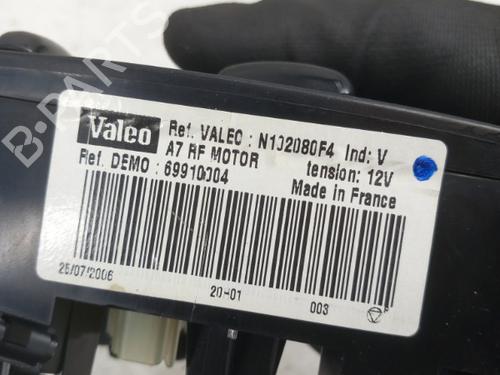 B-PARTS
Valeo
Ref. VALEO : N102080F4 Ind: V
A7 RF MOTOR tension: 12V
Ref. DEMO : 69910004 Made in France
25/07/2006
20-01
003
P